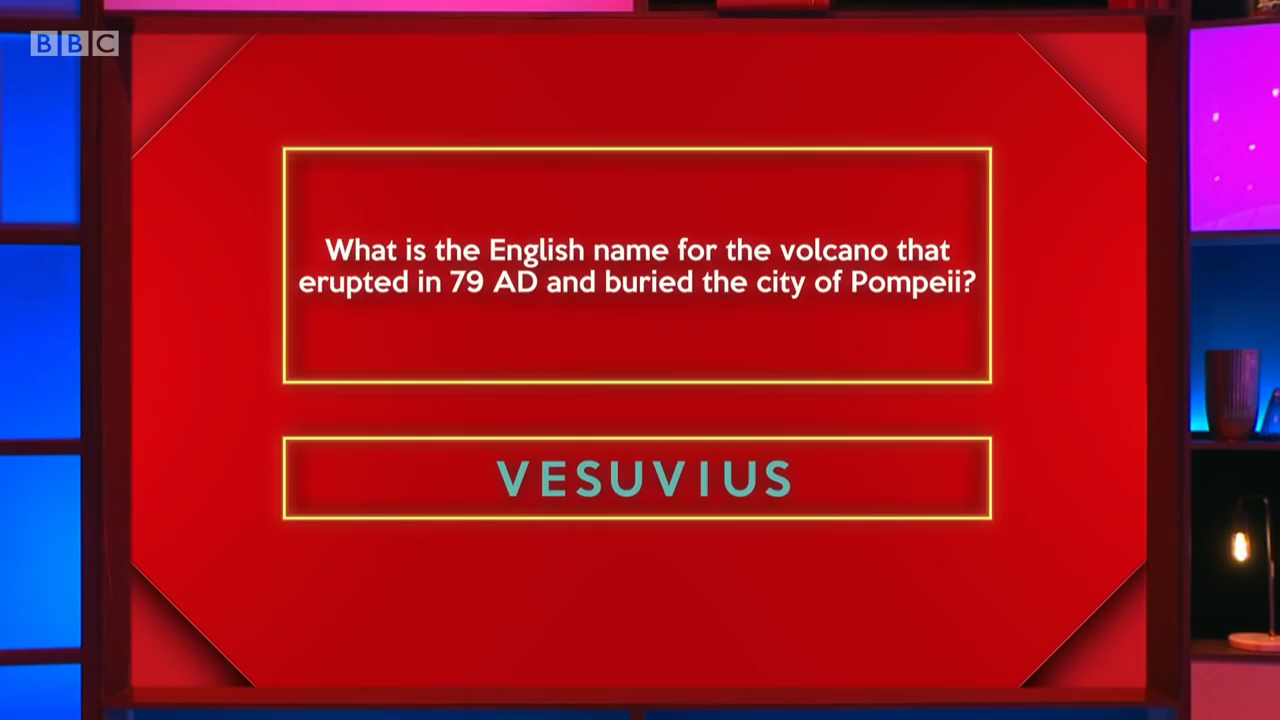 BBC
What is the English name for the volcano that
erupted in 79 AD and buried the city of Pompeii?
VESUVIUS